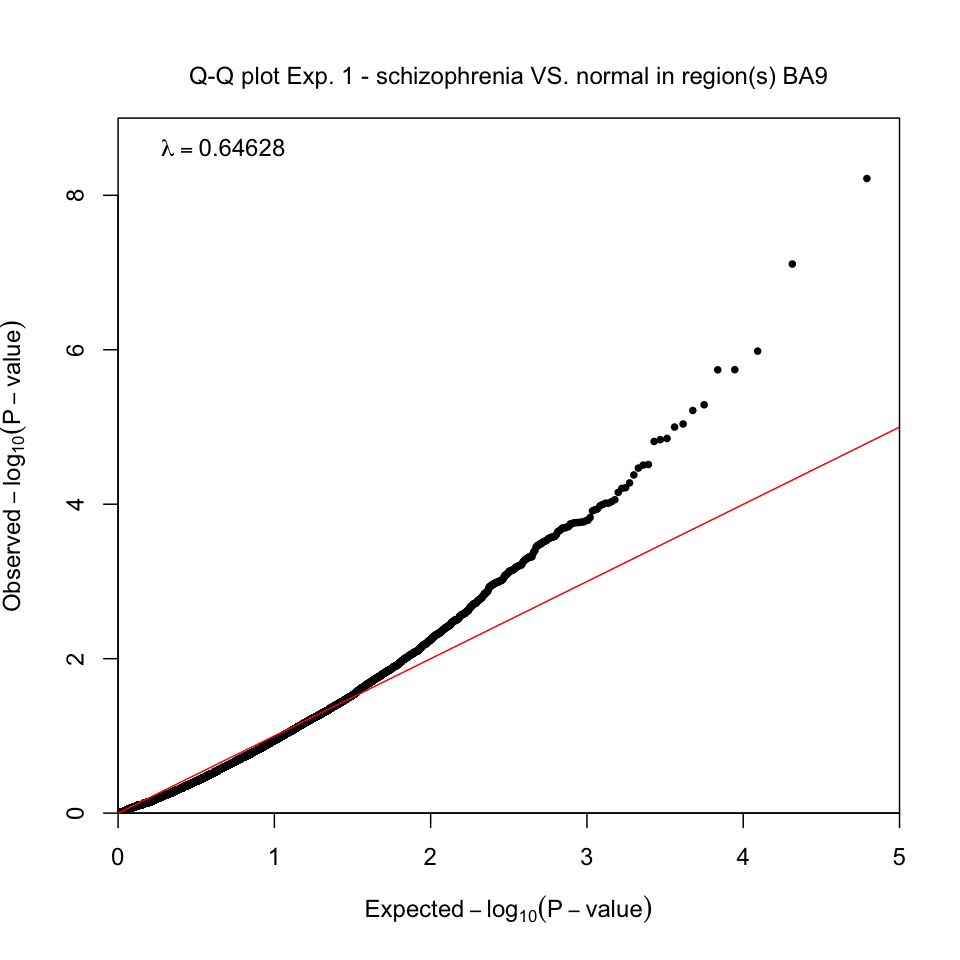 Q-Q plot Exp. 1 - schizophrenia VS. normal in region(s) BA9
λ = 0.64628
Observed − log10(P − value)
8
6
4
2
0
0 1 2 3 4 5
Expected − log10(P − value)